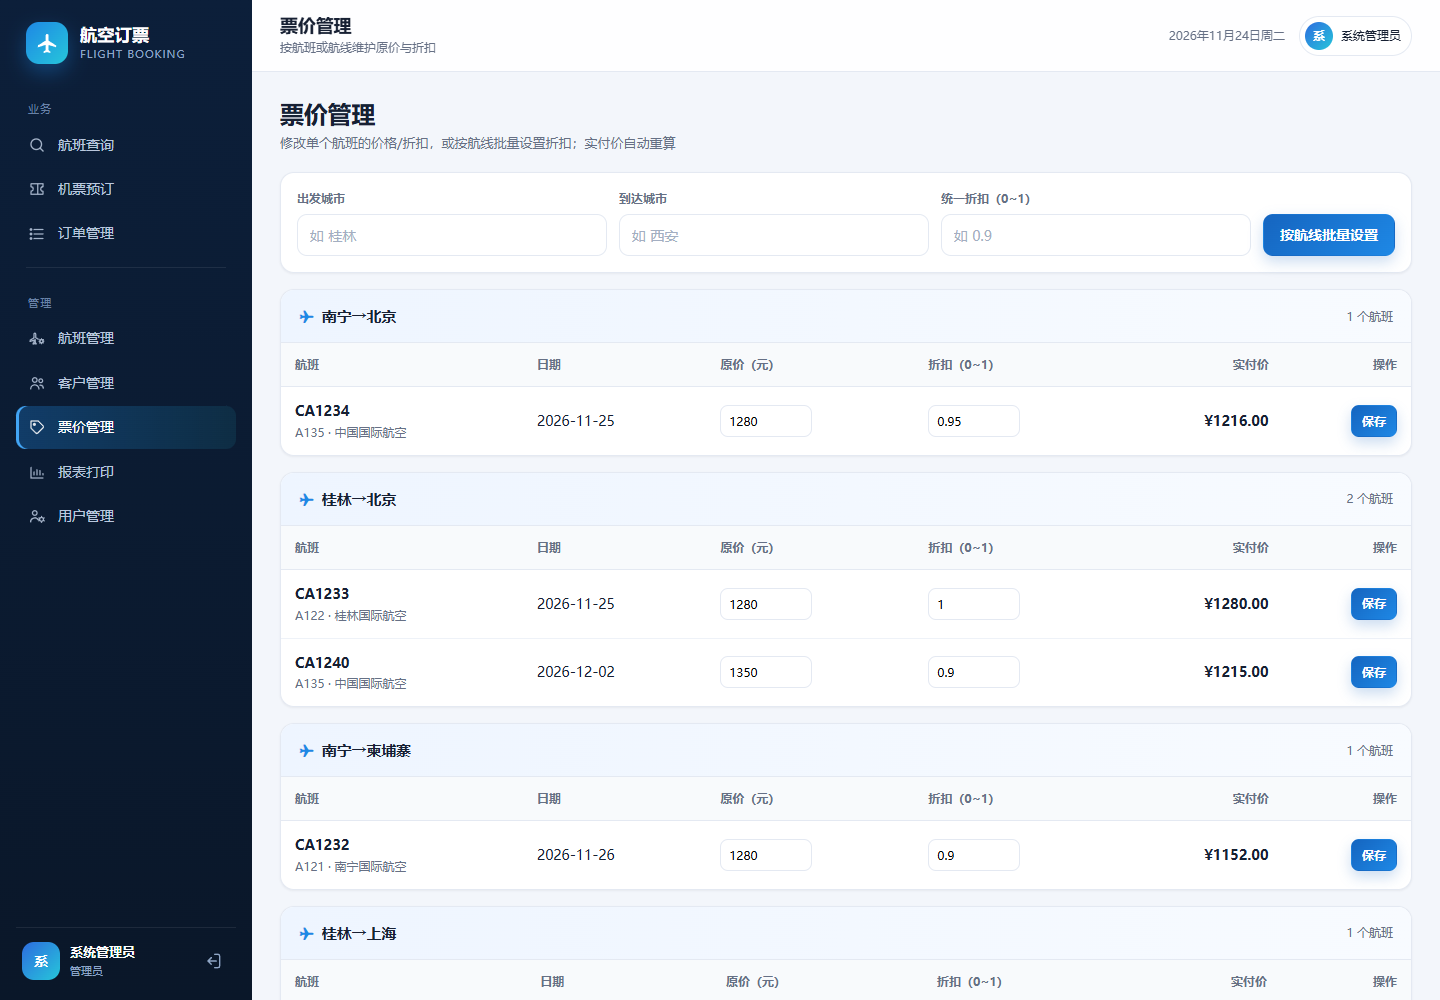 航空订票
FLIGHT BOOKING
业务
航班查询
机票预订
订单管理
管理
航班管理
客户管理
票价管理
报表打印
用户管理
系
系统管理员
管理员
票价管理
按航班或航线维护原价与折扣
2026年11月24日周二
系 系统管理员
票价管理
修改单个航班的价格/折扣，或按航线批量设置折扣；实付价自动重算
出发城市 到达城市 统一折扣（0~1）
如 桂林 如 西安 如 0.9 按航线批量设置
南宁→北京 1 个航班
航班 日期 原价（元） 折扣（0~1） 实付价 操作
CA1234
A135 · 中国国际航空
2026-11-25 1280 0.95 ¥1216.00 保存
桂林→北京 2 个航班
航班 日期 原价（元） 折扣（0~1） 实付价 操作
CA1233
A122 · 桂林国际航空
2026-11-25 1280 1 ¥1280.00 保存
CA1240
A135 · 中国国际航空
2026-12-02 1350 0.9 ¥1215.00 保存
南宁→柬埔寨 1 个航班
航班 日期 原价（元） 折扣（0~1） 实付价 操作
CA1232
A121 · 南宁国际航空
2026-11-26 1280 0.9 ¥1152.00 保存
桂林→上海 1 个航班
航班 日期 原价（元） 折扣（0~1） 实付价 操作